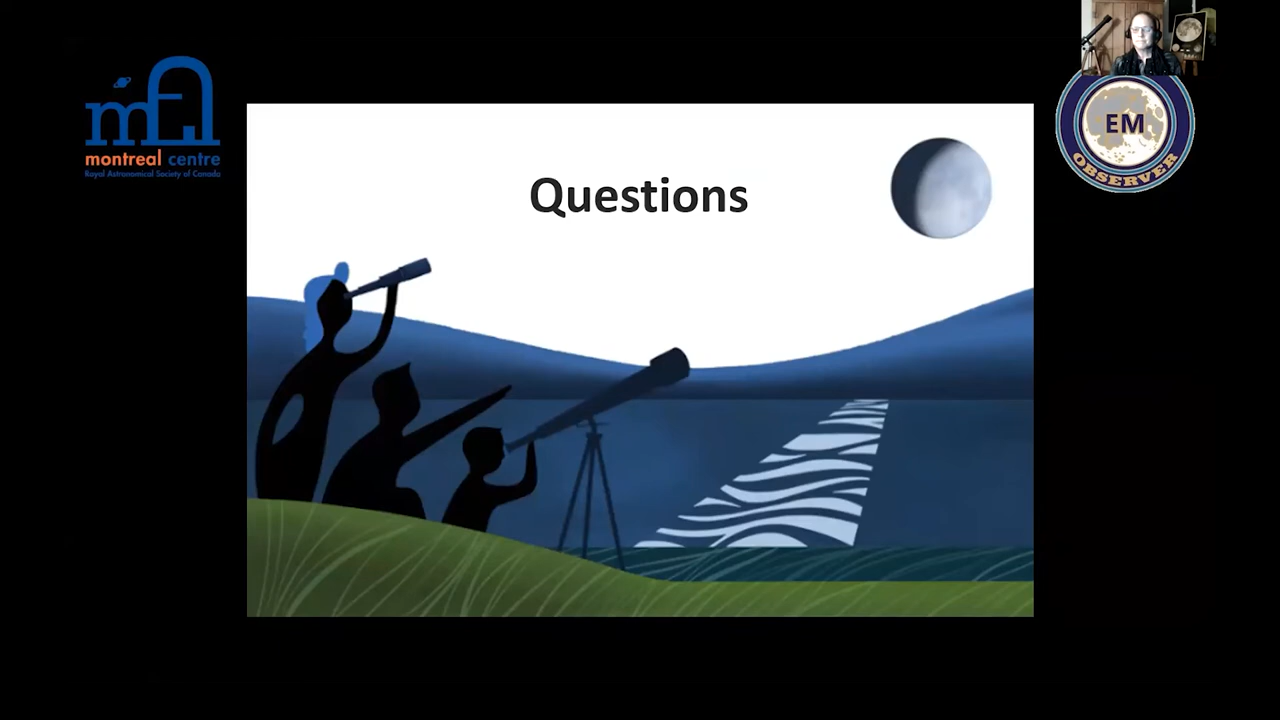 montreal centre
Royal Astronomical Society of Canada
Questions
EM
OBSERVER